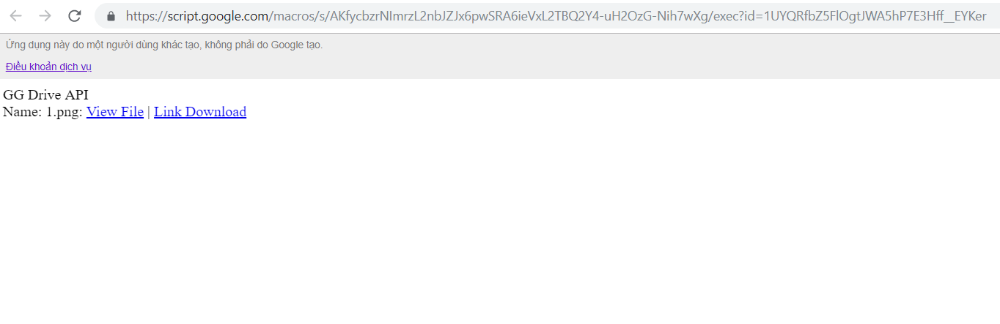 https://script.google.com/macros/s/AKfycbzrNImrzL2nbJZJx6pwSRA6ieVxL2TBQ2Y4-uH2OzG-Nih7wXg/exec?id=1UYQRfbZ5FlOgtJWA5hP7E3Hff__EYKer
Ứng dụng này do một người dùng khác tạo, không phải do Google tạo.
Điều khoản dịch vụ
GG Drive API
Name: 1.png: View File | Link Download